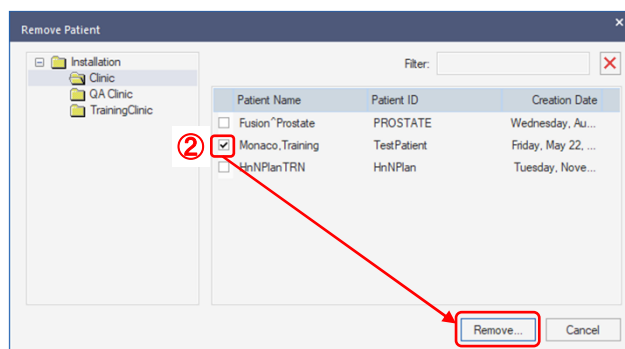 Remove Patient
Installation
Clinic
QA Clinic
TrainingClinic
Filter:
Patient Name Patient ID Creation Date
Fusion^Prostate PROSTATE Wednesday, Au...
② Monaco,Training TestPatient Friday, May 22, ...
HnNPlanTRN HnNPlan Tuesday, Nove...
Remove... Cancel